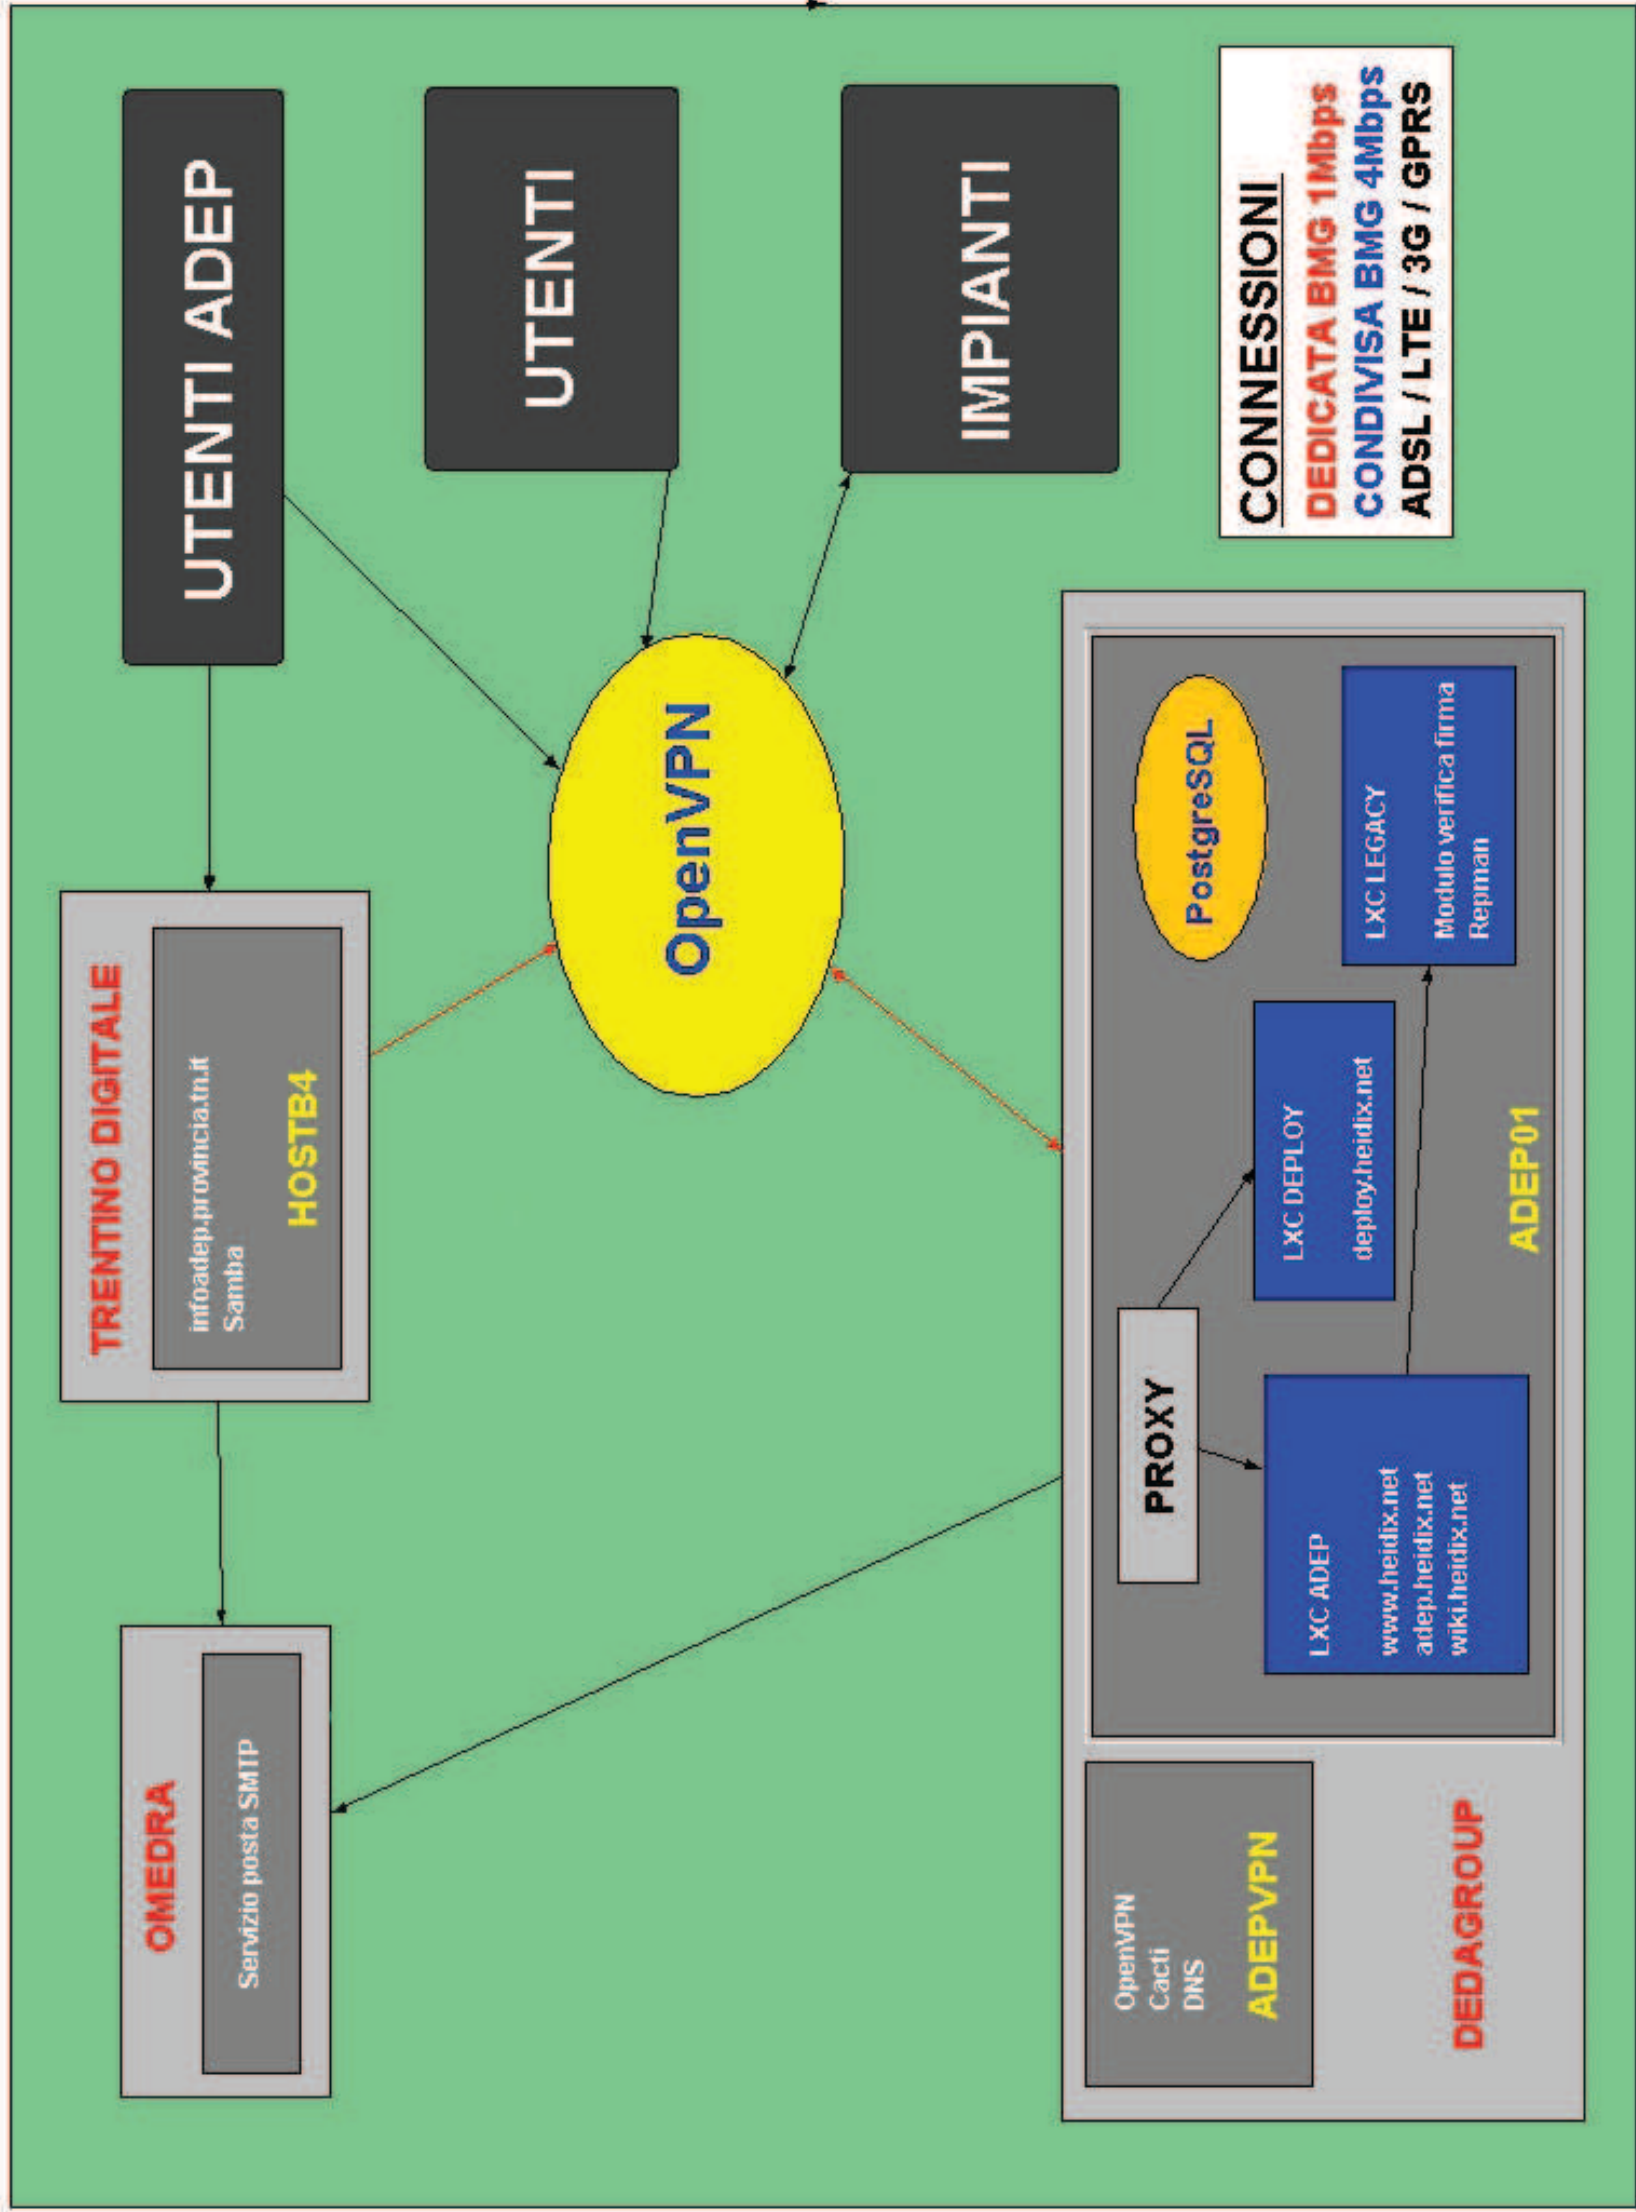 OMEDRA
Servizio posta SMTP
TRENTINO DIGITALE
infoadep.provincia.tn.it
Samba
HOSTB4
UTENTI ADEP
UTENTI
IMPIANTI
OpenVPN
OpenVPN
Cacti
DNS
ADEPVPN
DEDAGROUP
PROXY
LXC ADEP
www.heidix.net
adep.heidix.net
wiki.heidix.net
LXC DEPLOY
deploy.heidix.net
PostgreSQL
LXC LEGACY
Modulo verifica firma
Repman
ADEP01
CONNESSIONI
DEDICATA BMG 1Mbps
CONDIVISA BMG 4Mbps
ADSL / LTE / 3G / GPRS